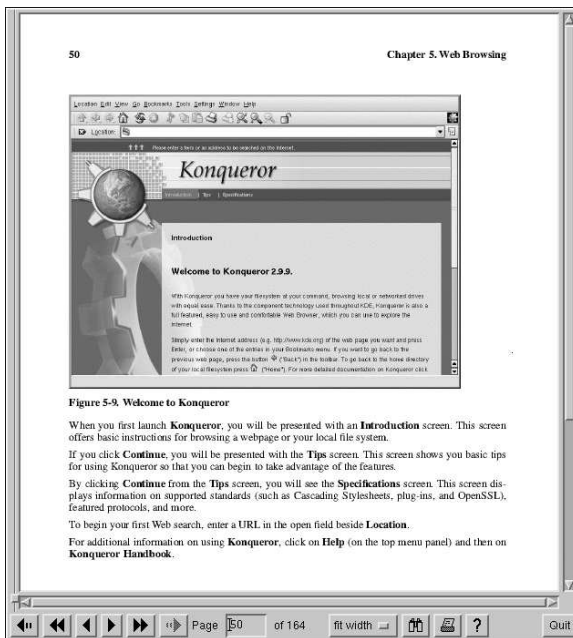 50
Chapter 5. Web Browsing
Location Edit View Go Bookmarks Tools Settings Window Help
Location:
Please enter a term or an address to be searched on the Internet.
Konqueror
Introduction | Tips | Specifications
Introduction
Welcome to Konqueror 2.9.9.
With Konqueror you have your filesystem at your command, browsing local or networked drives
with equal ease. Thanks to the component technology used throughout KDE, Konqueror is also a
full featured, easy to use and comfortable Web Browser, which you can use to explore the
Internet.
Simply enter the Internet address (e.g. http://www.kde.org) of the web page you want and press
Enter, or choose one of the entries in your Bookmarks menu. If you want to go back to the
previous web page, press the button ("Back") in the toolbar. To go back to the home directory
of your local filesystem press ("Home"). For more detailed documentation on Konqueror click
Figure 5-9. Welcome to Konqueror
When you first launch Konqueror, you will be presented with an Introduction screen. This screen
offers basic instructions for browsing a webpage or your local file system.
If you click Continue, you will be presented with the Tips screen. This screen shows you basic tips
for using Konqueror so that you can begin to take advantage of the features.
By clicking Continue from the Tips screen, you will see the Specifications screen. This screen dis-
plays information on supported standards (such as Cascading Stylesheets, plug-ins, and OpenSSL),
featured protocols, and more.
To begin your first Web search, enter a URL in the open field beside Location.
For additional information on using Konqueror, click on Help (on the top menu panel) and then on
Konqueror Handbook.
Page 50 of 164 fit width ? Quit